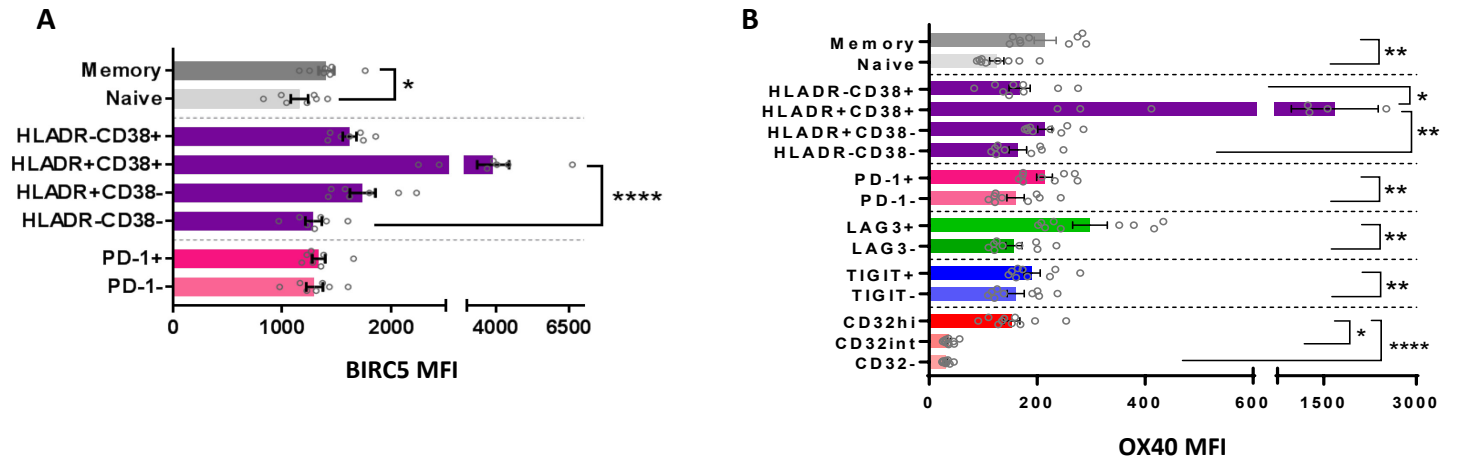 A
Memory
Naive
*
HLADR-CD38+
HLADR+CD38+
HLADR+CD38-
HLADR-CD38-
****
PD-1+
PD-1-
0 1000 2000 4000 6500
BIRC5 MFI
B
Memory
Naive
**
HLADR-CD38+
HLADR+CD38+
HLADR+CD38-
HLADR-CD38-
*
**
PD-1+
PD-1-
**
LAG3+
LAG3-
**
TIGIT+
TIGIT-
**
CD32hi
CD32int
CD32-
*
****
0 200 400 600 1500 3000
OX40 MFI